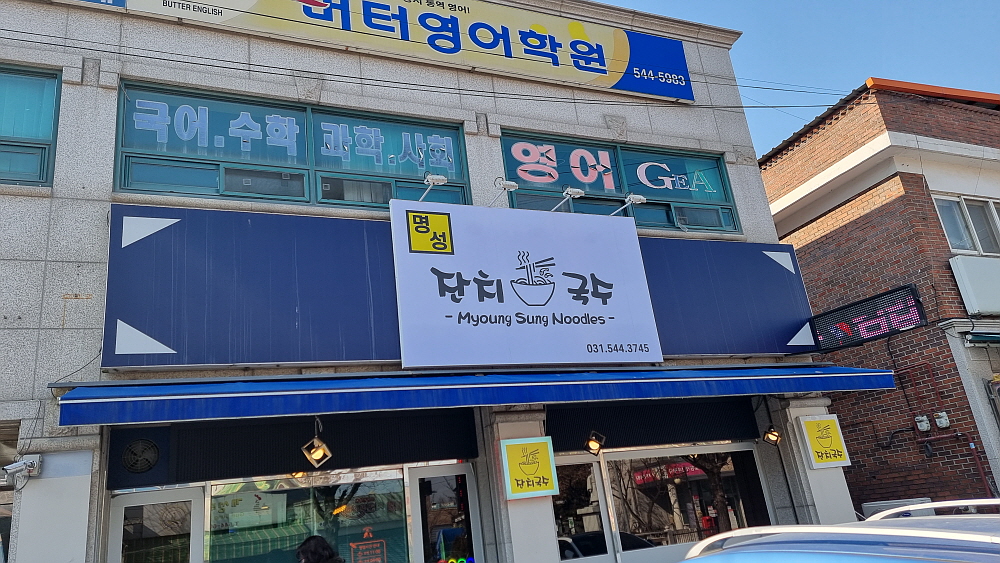 BUTTER ENGLISH
버터영어학원
544-5983
국어.수학 과학.사회
영어 GEA
명성
잔치 국수
- Myoung Sung Noodles -
031.544.3745
잔치국수
잔치국수